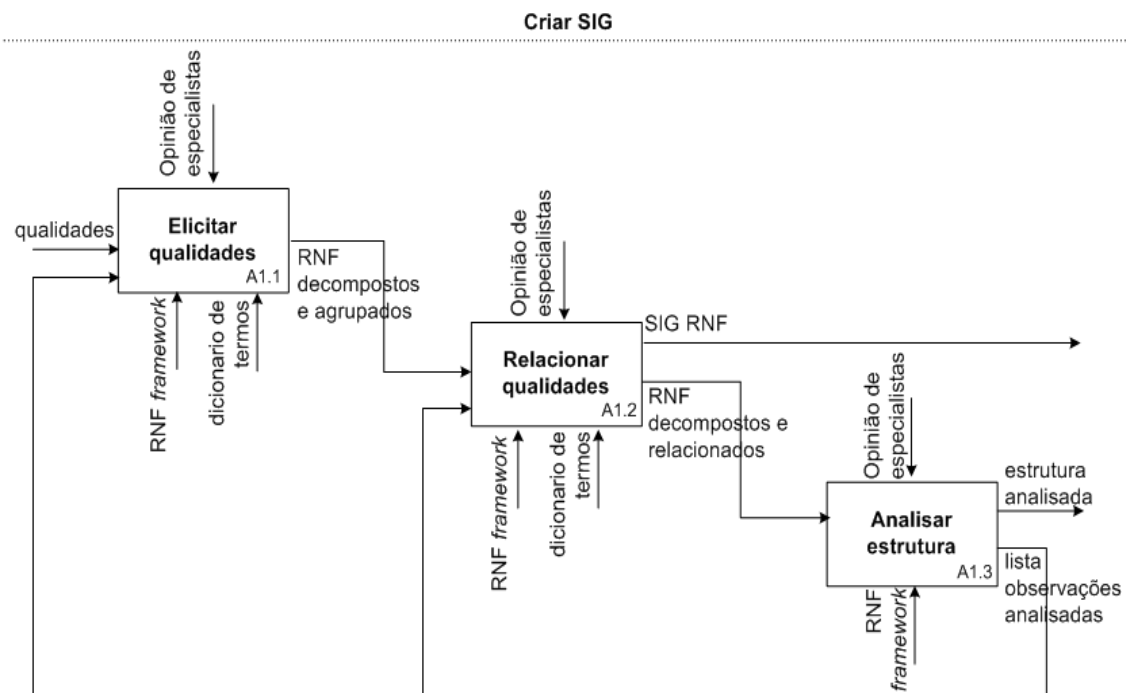 Criar SIG
Opinião de
especialistas
qualidades
Elicitar
qualidades
A1.1
RNF
decompostos
e agrupados
RNF framework
dicionario de
termos
Opinião de
especialistas
Relacionar
qualidades
A1.2
SIG RNF
RNF
decompostos e
relacionados
RNF framework
dicionario de
termos
Opinião de
especialistas
Analisar
estrutura
A1.3
estrutura
analisada
lista
observações
analisadas
RNF
framework